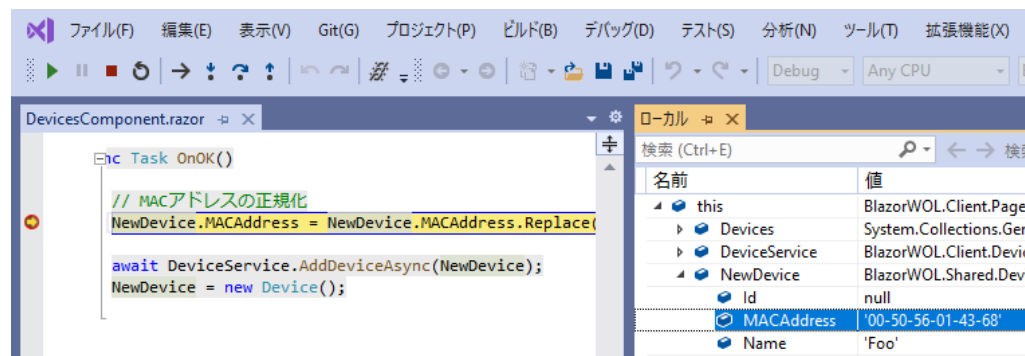 ファイル(F) 編集(E) 表示(V) Git(G) プロジェクト(P) ビルド(B) デバッグ(D) テスト(S) 分析(N) ツール(T) 拡張機能(X)
Debug Any CPU
DevicesComponent.razor
nc Task OnOK()
// MACアドレスの正規化
NewDevice.MACAddress = NewDevice.MACAddress.Replace(
await DeviceService.AddDeviceAsync(NewDevice);
NewDevice = new Device();
ローカル
検索 (Ctrl+E) 検索
名前 値
this BlazorWOL.Client.Page
Devices System.Collections.Ger
DeviceService BlazorWOL.Client.Devi
NewDevice BlazorWOL.Shared.Dev
Id null
MACAddress '00-50-56-01-43-68'
Name 'Foo'